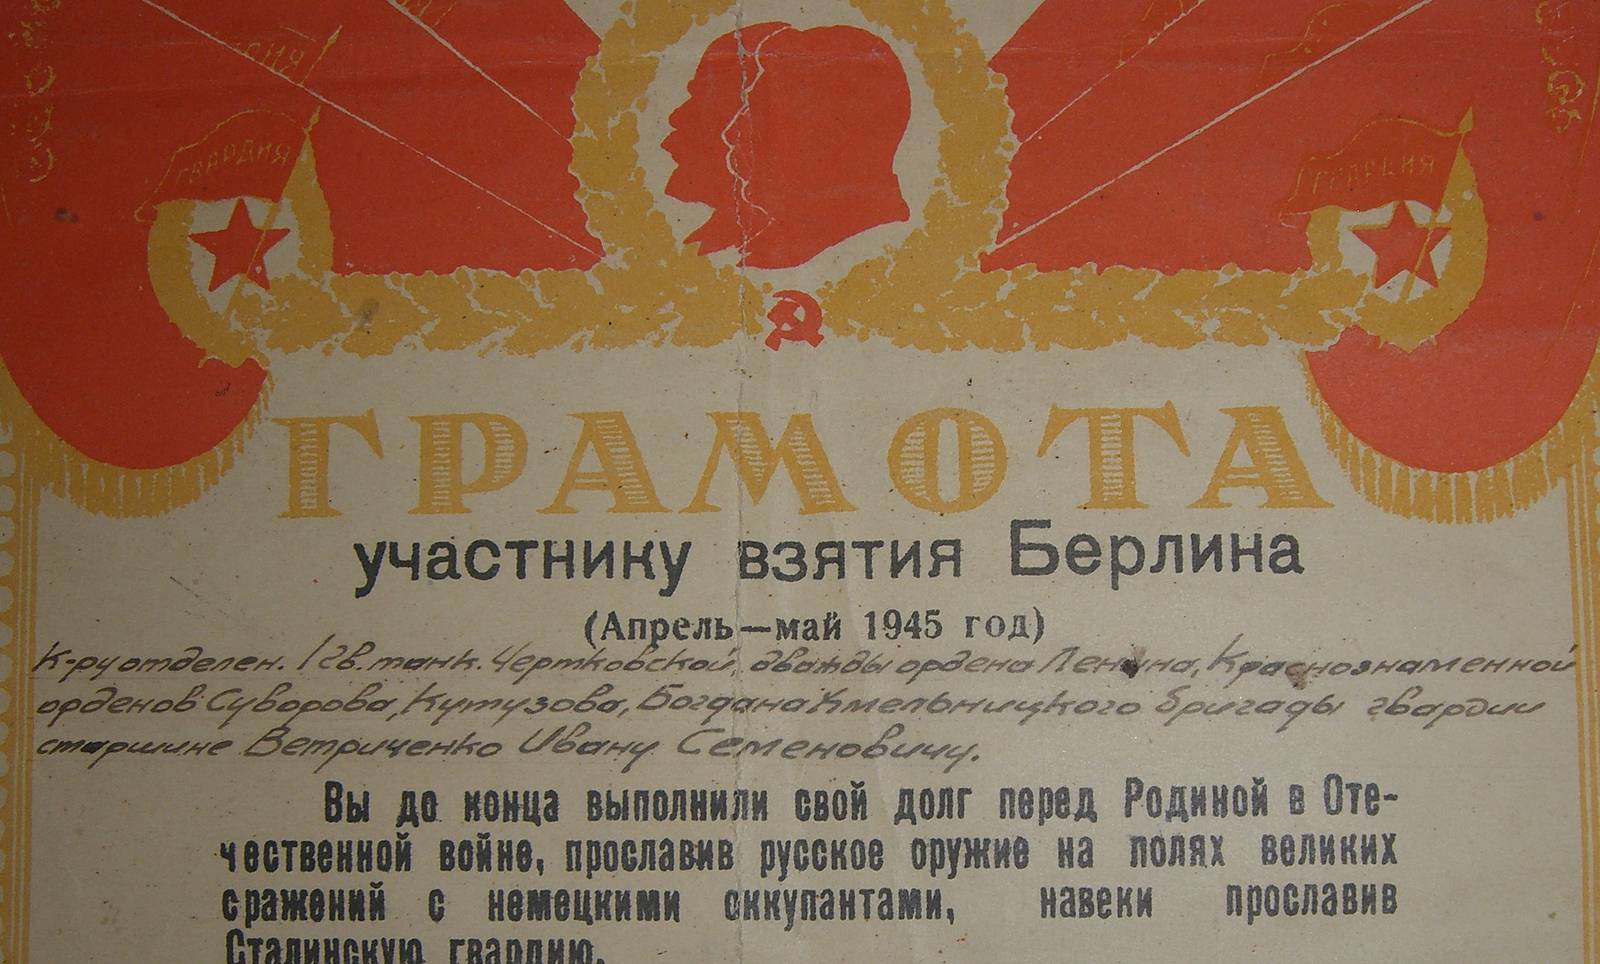 ГВАРДИЯ
ГВАРДИЯ
ГРАМОТА
участнику взятия Берлина
(Апрель—май 1945 год)
К-ру отделен. 1 гв. танк. Чертковской, дважды ордена Ленина, Краснознаменной
орденов Суворова, Кутузова, Богдана Хмельницкого бригады гвардии
старшине Ветриченко Ивану Семеновичу.
Вы до конца выполнили свой долг перед Родиной в Оте-
чественной войне, прославив русское оружие на полях великих
сражений с немецкими оккупантами, навеки прославив
Сталинскую гвардию.